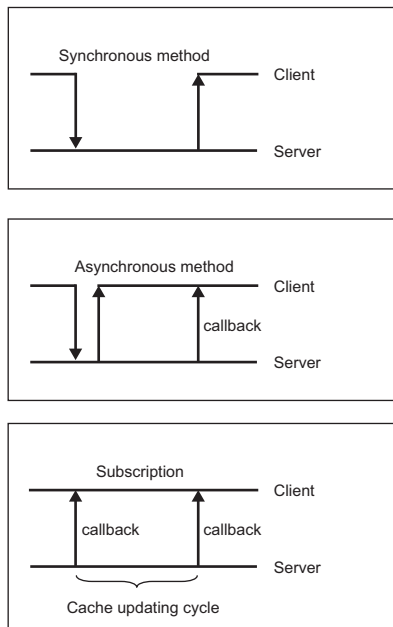 Synchronous method
Client
Server
Asynchronous method
Client
callback
Server
Subscription
Client
callback callback
Server
Cache updating cycle